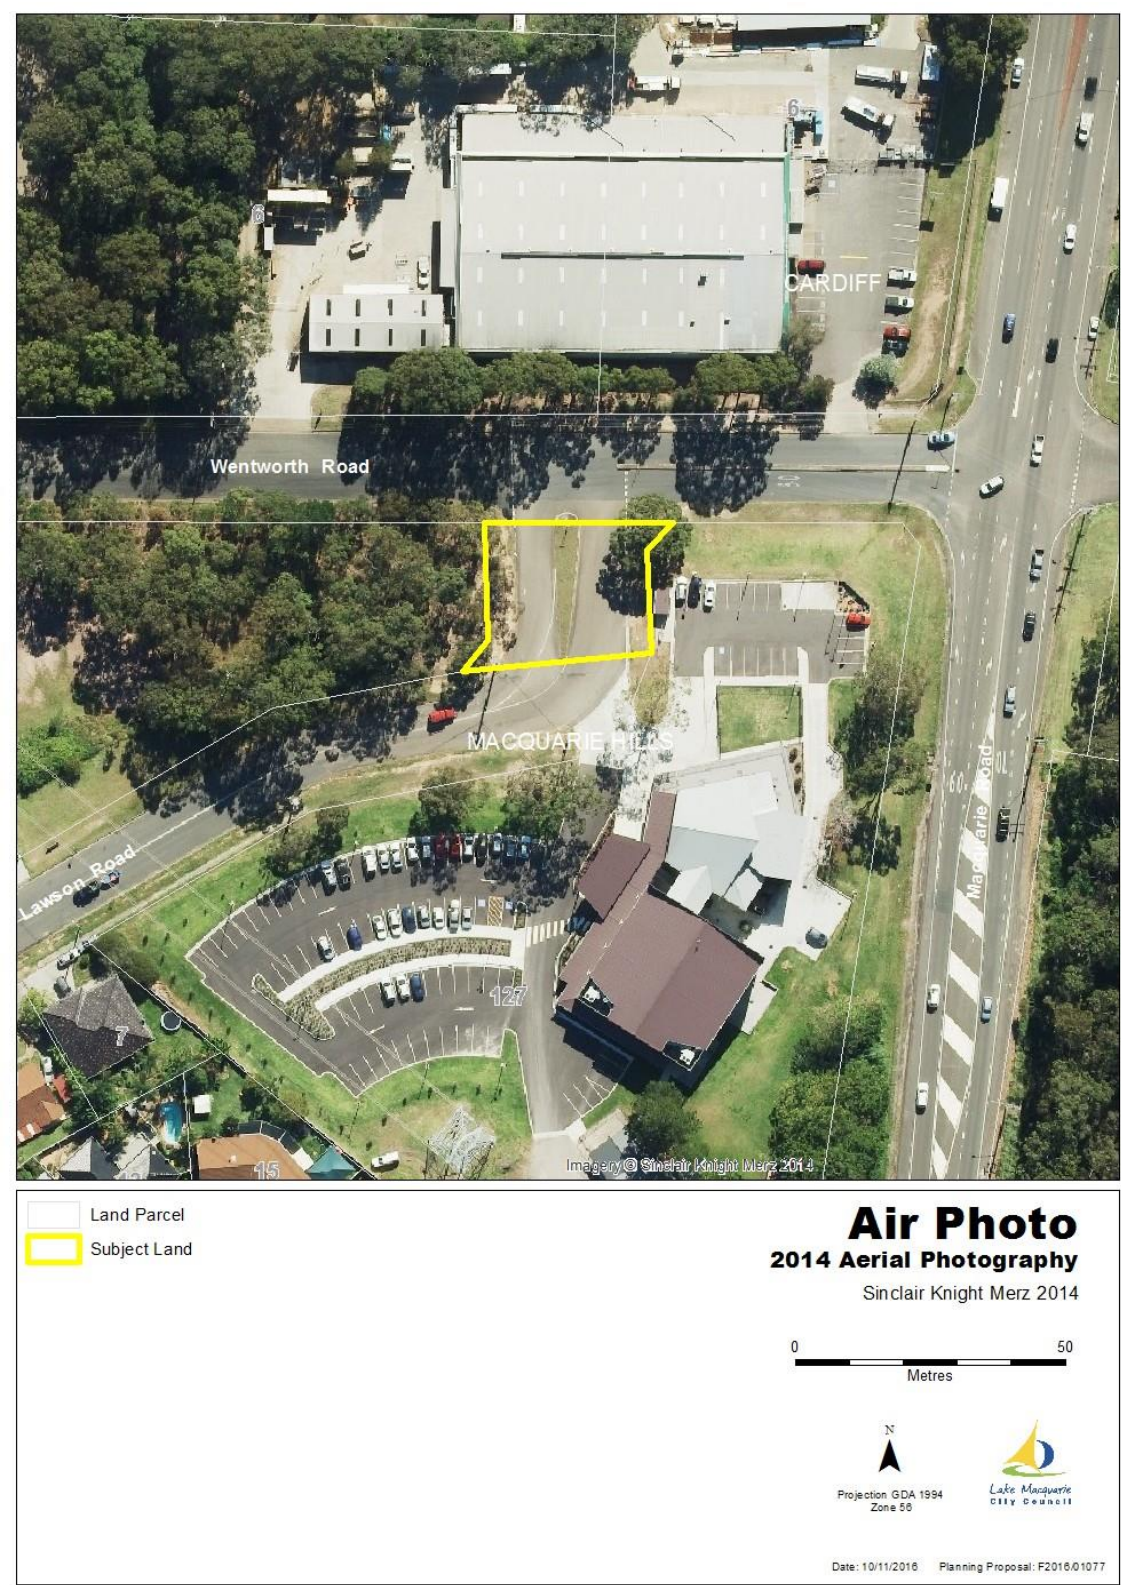 6
6
CARDIFF
Wentworth Road
50
MACQUARIE HILLS
Macquarie Road
60
Lawson Road
127
7
15
Imagery © Sinclair Knight Merz 2014
Land Parcel
Subject Land
Air Photo
2014 Aerial Photography
Sinclair Knight Merz 2014
0 50
Metres
N
Projection GDA 1994
Zone 56
Lake Macquarie
City Council
Date: 10/11/2016 Planning Proposal: F2016/01077